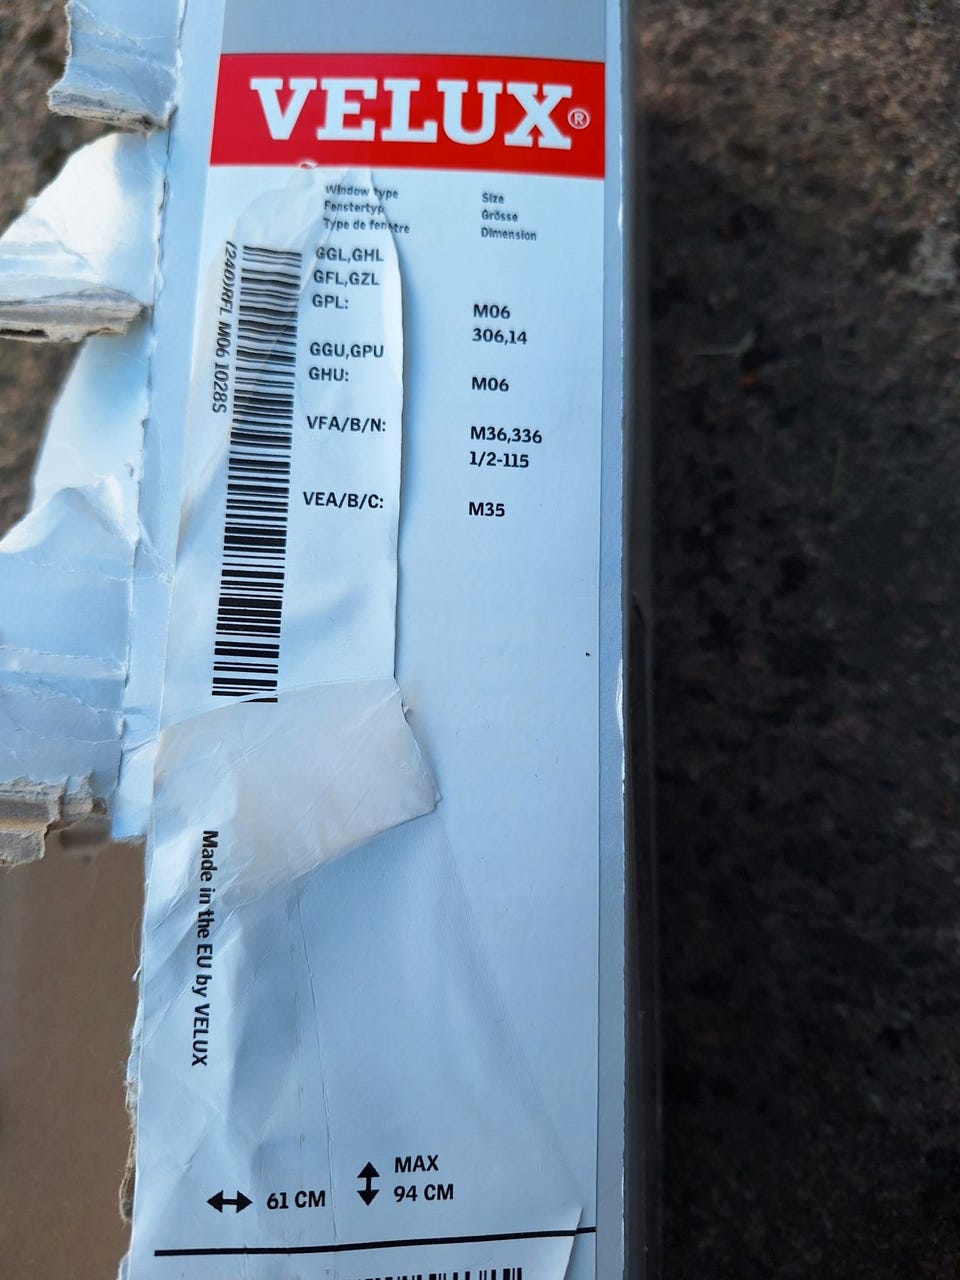 VELUX®
Window type
Fenstertyp
Type de fenêtre
Size
Grösse
Dimension
(240)RFL M06 1028S
GGL,GHL
GFL,GZL
GPL:
M06
306,14
GGU,GPU
GHU:
M06
VFA/B/N:
M36,336
1/2-115
VEA/B/C:
M35
Made in the EU by VELUX
61 CM
MAX
94 CM